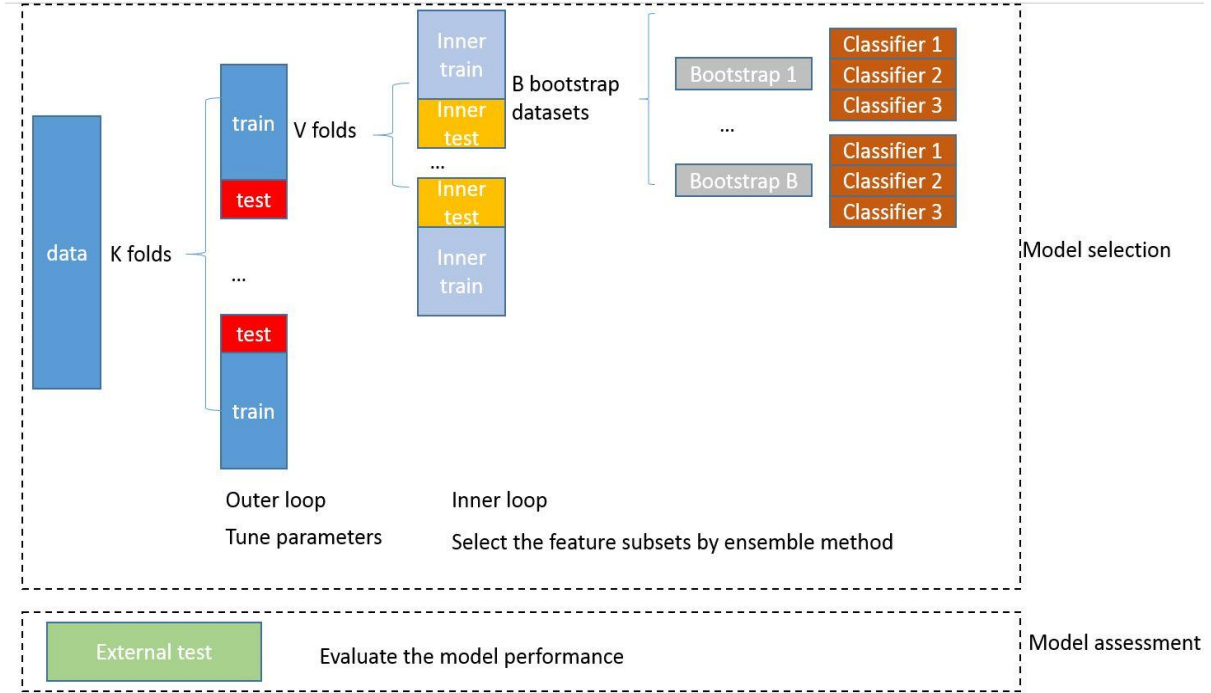 data
K folds
train
test
...
test
train
Outer loop
Tune parameters
V folds
Inner
train
Inner
test
...
Inner
test
Inner
train
Inner loop
Select the feature subsets by ensemble method
B bootstrap
datasets
Bootstrap 1
...
Bootstrap B
Classifier 1
Classifier 2
Classifier 3
Classifier 1
Classifier 2
Classifier 3
Model selection
External test
Evaluate the model performance
Model assessment